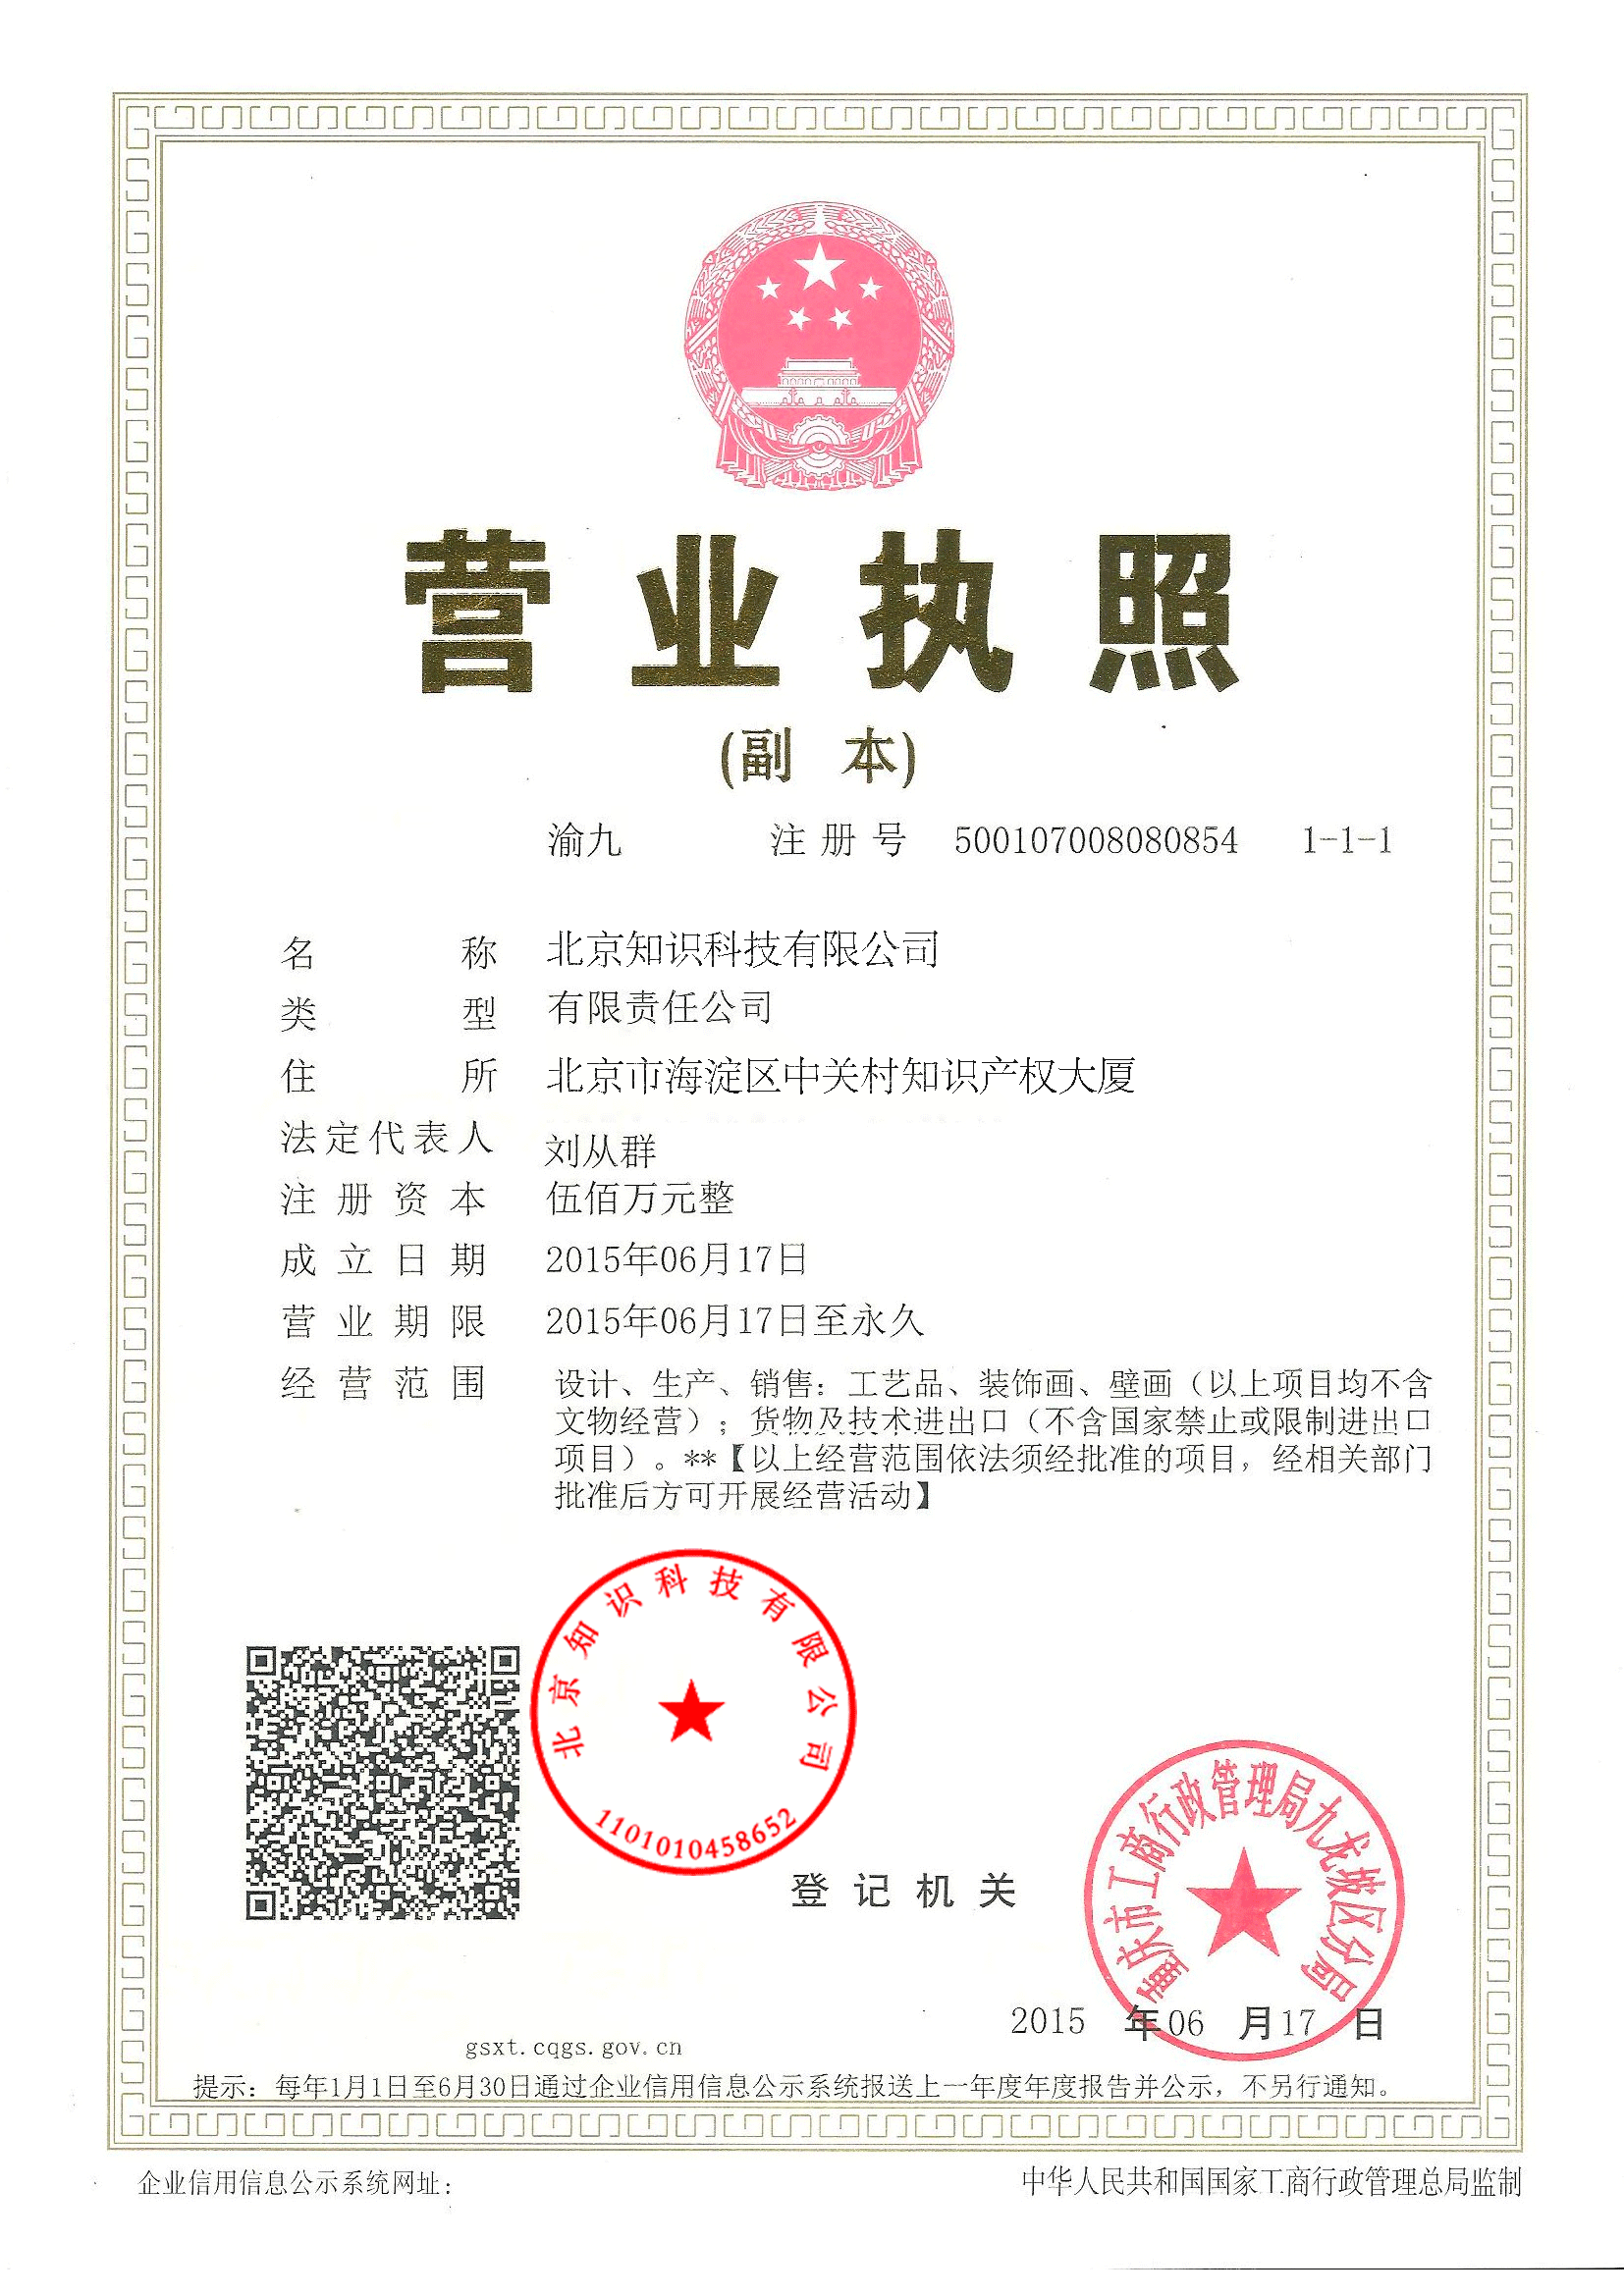 营业执照
(副 本)
渝九 注册号 500107008080854 1-1-1
名称 北京知识科技有限公司
类型 有限责任公司
住所 北京市海淀区中关村知识产权大厦
法定代表人 刘从群
注册资本 伍佰万元整
成立日期 2015年06月17日
营业期限 2015年06月17日至永久
经营范围 设计、生产、销售：工艺品、装饰画、壁画（以上项目均不含
文物经营）；货物及技术进出口（不含国家禁止或限制进出口
项目）。**【以上经营范围依法须经批准的项目，经相关部门
批准后方可开展经营活动】
北京知识科技有限公司
1101010458652
登记机关
重庆市工商行政管理局九龙坡区分局
2015 年06 月17 日
gsxt.cqgs.gov.cn
提示：每年1月1日至6月30日通过企业信用信息公示系统报送上一年度年度报告并公示，不另行通知。
企业信用信息公示系统网址：
中华人民共和国国家工商行政管理总局监制